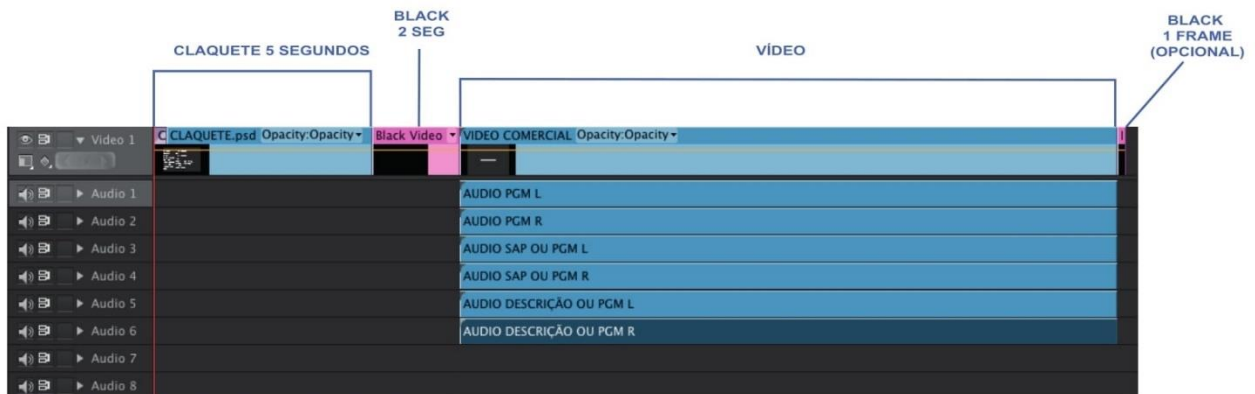 BLACK
2 SEG
BLACK
1 FRAME
(OPCIONAL)
CLAQUETE 5 SEGUNDOS
VÍDEO
Video 1
C CLAQUETE.psd Opacity:Opacity
Black Video
VIDEO COMERCIAL Opacity:Opacity
Audio 1
AUDIO PGM L
Audio 2
AUDIO PGM R
Audio 3
AUDIO SAP OU PGM L
Audio 4
AUDIO SAP OU PGM R
Audio 5
AUDIO DESCRIÇÃO OU PGM L
Audio 6
AUDIO DESCRIÇÃO OU PGM R
Audio 7
Audio 8